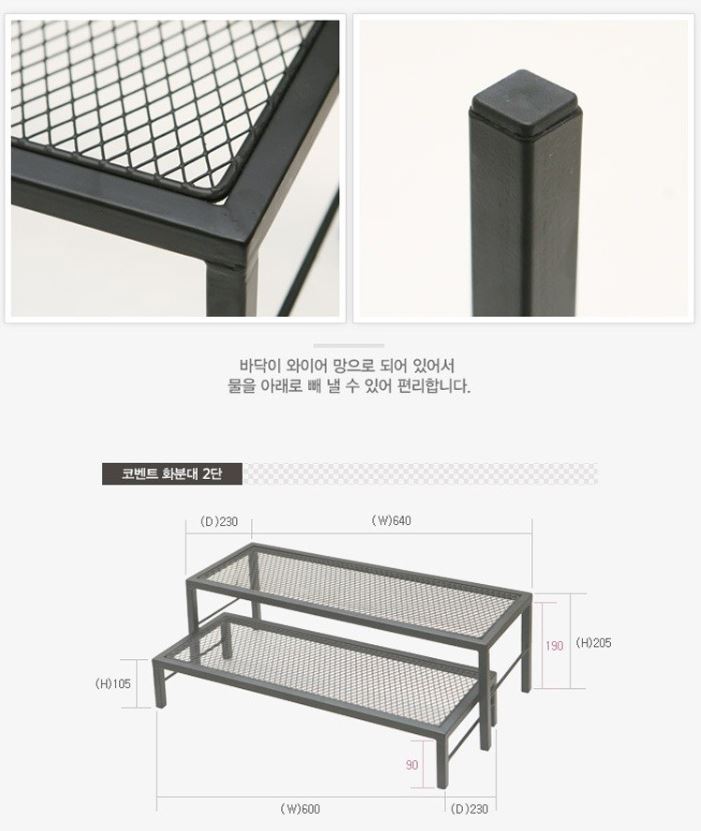 바닥이 와이어 망으로 되어 있어서
물을 아래로 빼 낼 수 있어 편리합니다.
코벤트 화분대 2단
(D)230
(W)640
190
(H)205
(H)105
90
(W)600
(D)230